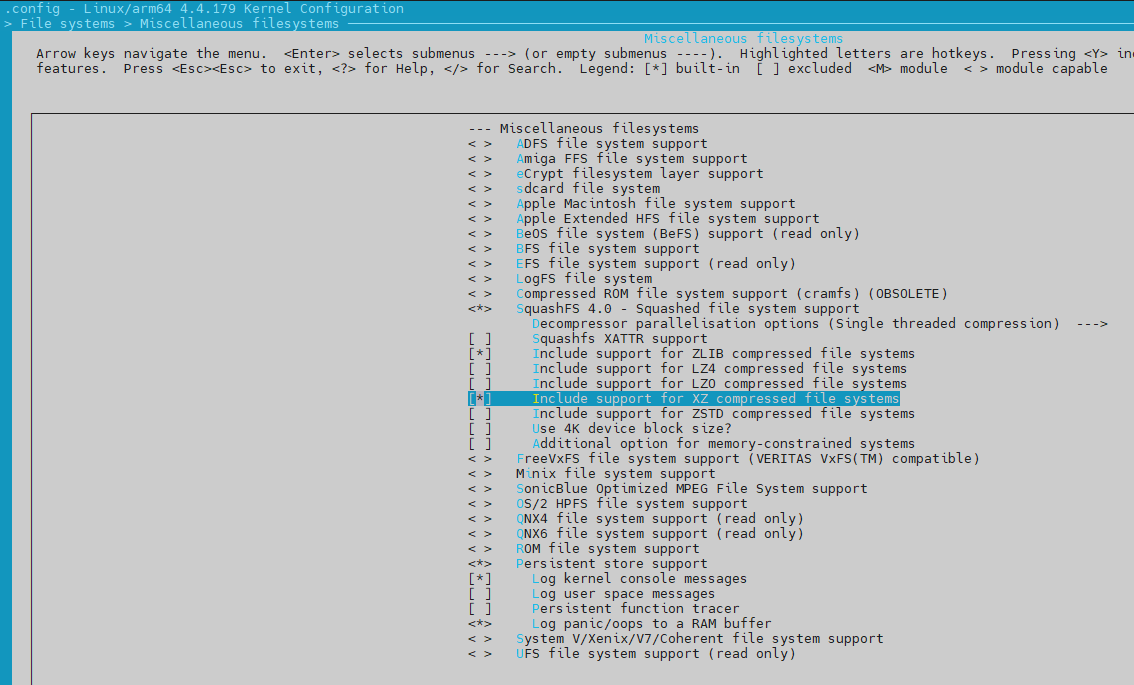 .config - Linux/arm64 4.4.179 Kernel Configuration
> File systems > Miscellaneous filesystems
Miscellaneous filesystems
Arrow keys navigate the menu.  <Enter> selects submenus ---> (or empty submenus ----).  Highlighted letters are hotkeys.  Pressing <Y> in
features.  Press <Esc><Esc> to exit, <?> for Help, </> for Search.  Legend: [*] built-in  [ ] excluded  <M> module  < > module capable
--- Miscellaneous filesystems
< >   ADFS file system support
< >   Amiga FFS file system support
< >   eCrypt filesystem layer support
< >   sdcard file system
< >   Apple Macintosh file system support
< >   Apple Extended HFS file system support
< >   BeOS file system (BeFS) support (read only)
< >   BFS file system support
< >   EFS file system support (read only)
< >   LogFS file system
< >   Compressed ROM file system support (cramfs) (OBSOLETE)
<*>   SquashFS 4.0 - Squashed file system support
Decompressor parallelisation options (Single threaded compression)  --->
[ ]     Squashfs XATTR support
[*]     Include support for ZLIB compressed file systems
[ ]     Include support for LZ4 compressed file systems
[ ]     Include support for LZO compressed file systems
[*]     Include support for XZ compressed file systems
[ ]     Include support for ZSTD compressed file systems
[ ]     Use 4K device block size?
[ ]     Additional option for memory-constrained systems
< >   FreeVxFS file system support (VERITAS VxFS(TM) compatible)
< >   Minix file system support
< >   SonicBlue Optimized MPEG File System support
< >   OS/2 HPFS file system support
< >   QNX4 file system support (read only)
< >   QNX6 file system support (read only)
< >   ROM file system support
<*>   Persistent store support
[*]     Log kernel console messages
[ ]     Log user space messages
[ ]     Persistent function tracer
<*>     Log panic/oops to a RAM buffer
< >   System V/Xenix/V7/Coherent file system support
< >   UFS file system support (read only)